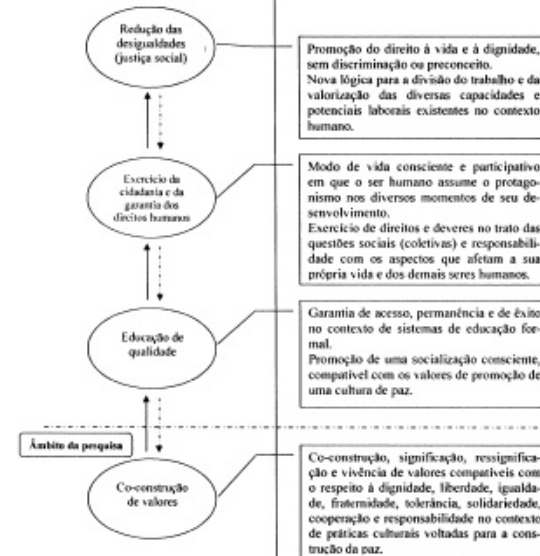 Redução das
desigualdades
(justiça social)
Promoção do direito à vida e à dignidade,
sem discriminação ou preconceito.
Nova lógica para a divisão do trabalho e da
valorização das diversas capacidades e
potenciais laborais existentes no contexto
humano.
Exercício da
cidadania e da
garantia dos
direitos humanos
Modo de vida consciente e participativo
em que o ser humano assume o protago-
nismo nos diversos momentos de seu de-
senvolvimento.
Exercício de direitos e deveres no trato das
questões sociais (coletivas) e responsabili-
dade com os aspectos que afetam a sua
própria vida e dos demais seres humanos.
Educação de
qualidade
Garantia de acesso, permanência e de êxito
no contexto de sistemas de educação for-
mal.
Promoção de uma socialização consciente,
compatível com os valores de promoção de
uma cultura de paz.
Âmbito da pesquisa
Co-construção
de valores
Co-construção, significação, ressignifica-
ção e vivência de valores compatíveis com
o respeito à dignidade, liberdade, igualda-
de, fraternidade, tolerância, solidariedade,
cooperação e responsabilidade no contexto
de práticas culturais voltadas para a cons-
trução da paz.